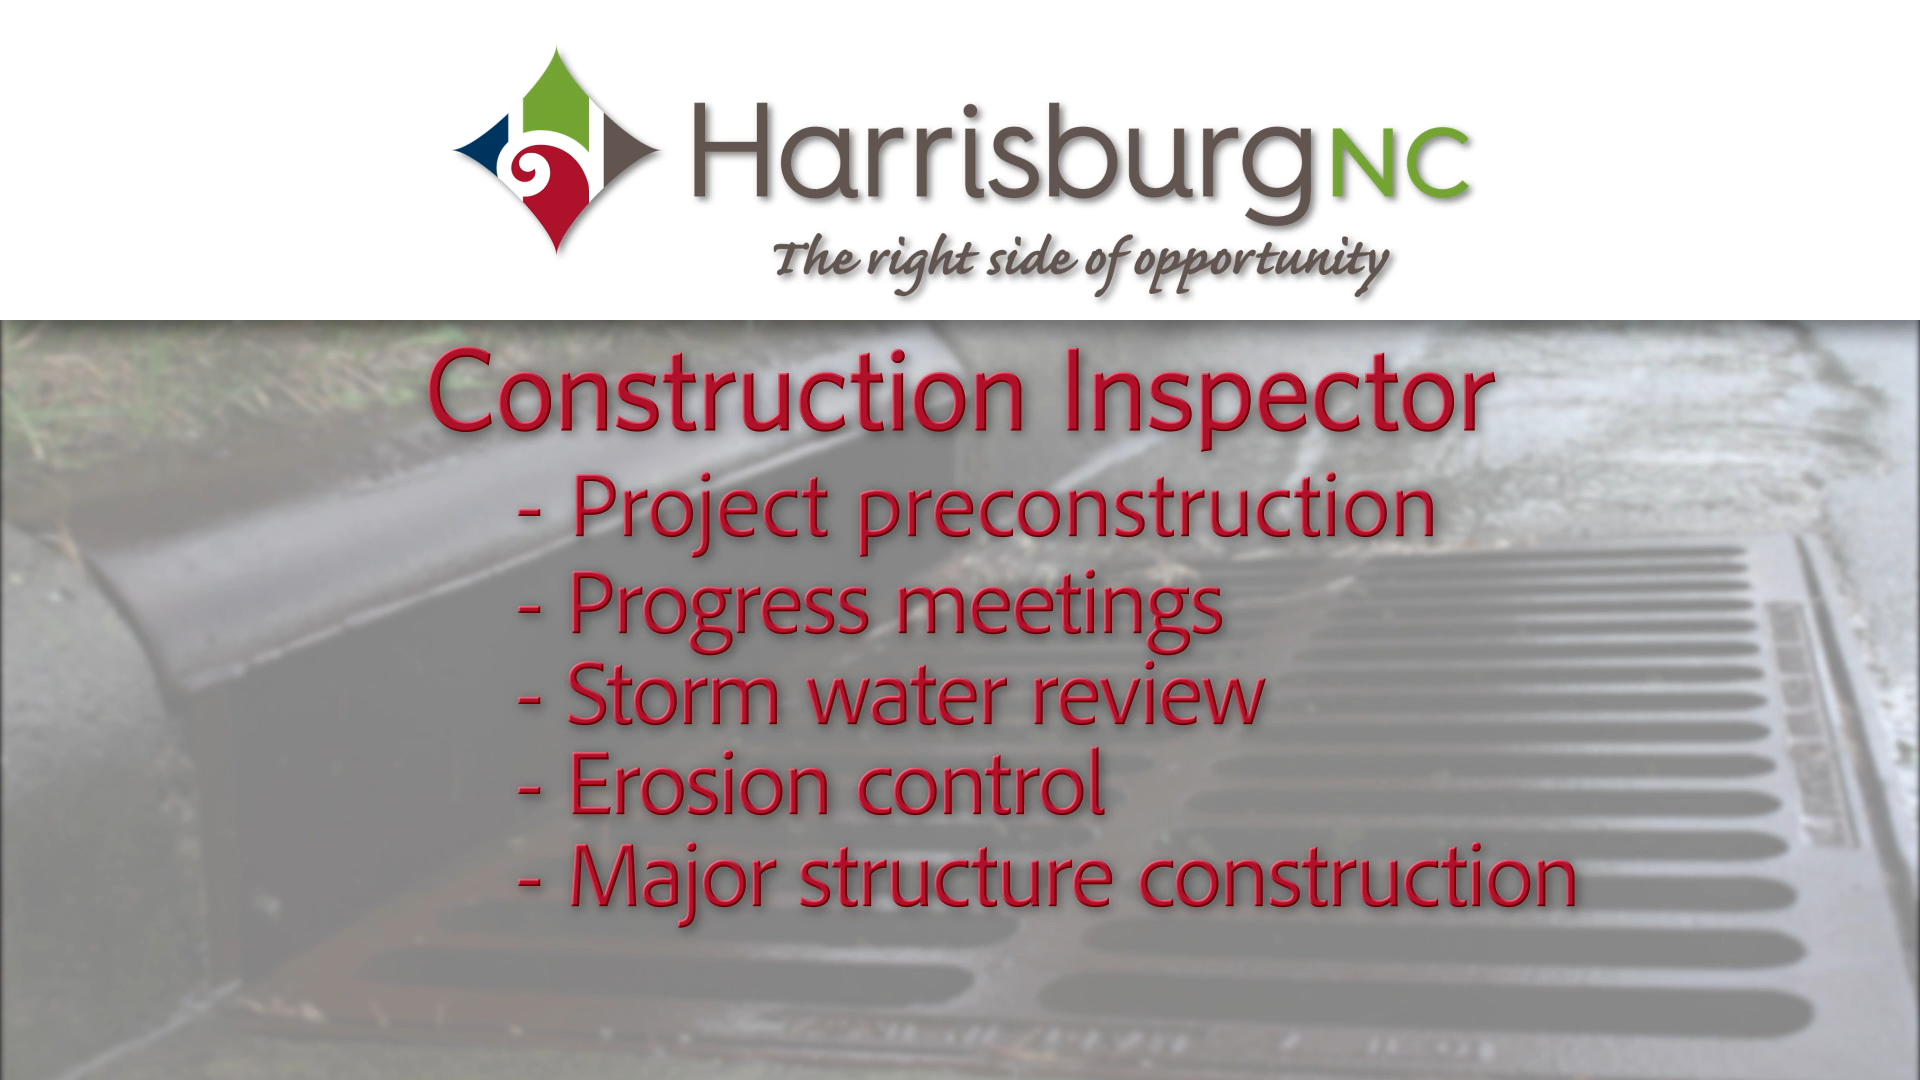 HarrisburgNC
The right side of opportunity
Construction Inspector
- Project preconstruction
- Progress meetings
- Storm water review
- Erosion control
- Major structure construction